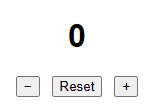 0
− Reset +